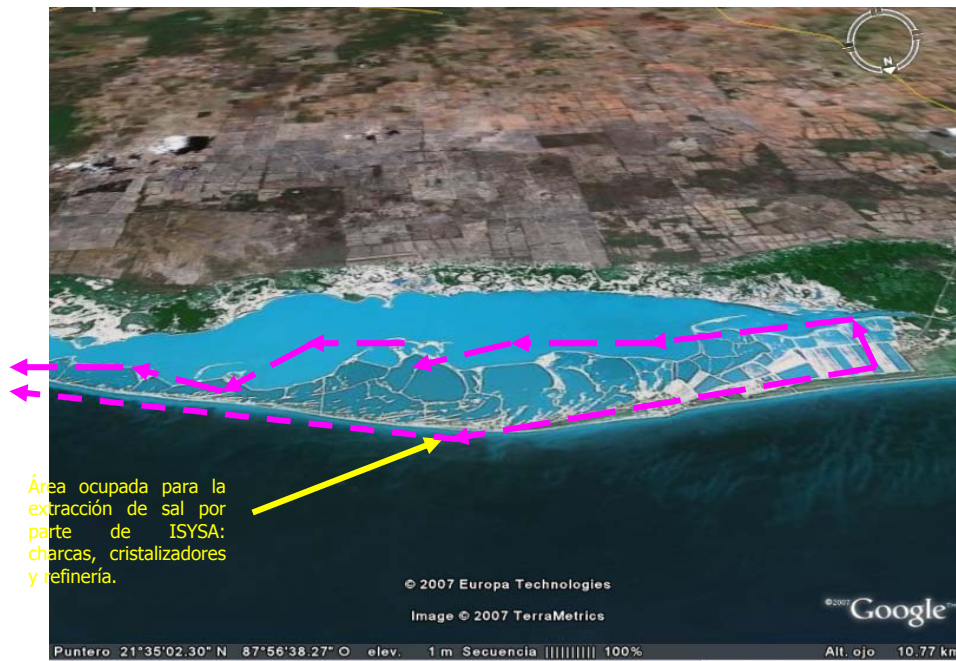 N
Área ocupada para la
extracción de sal por
parte de ISYSA:
charcas, cristalizadores
y refinería.
© 2007 Europa Technologies
Image © 2007 TerraMetrics
©2007 Google™
Puntero 21°35'02.30" N 87°56'38.27" O elev. 1 m Secuencia |||||||||| 100% Alt. ojo 10.77 km